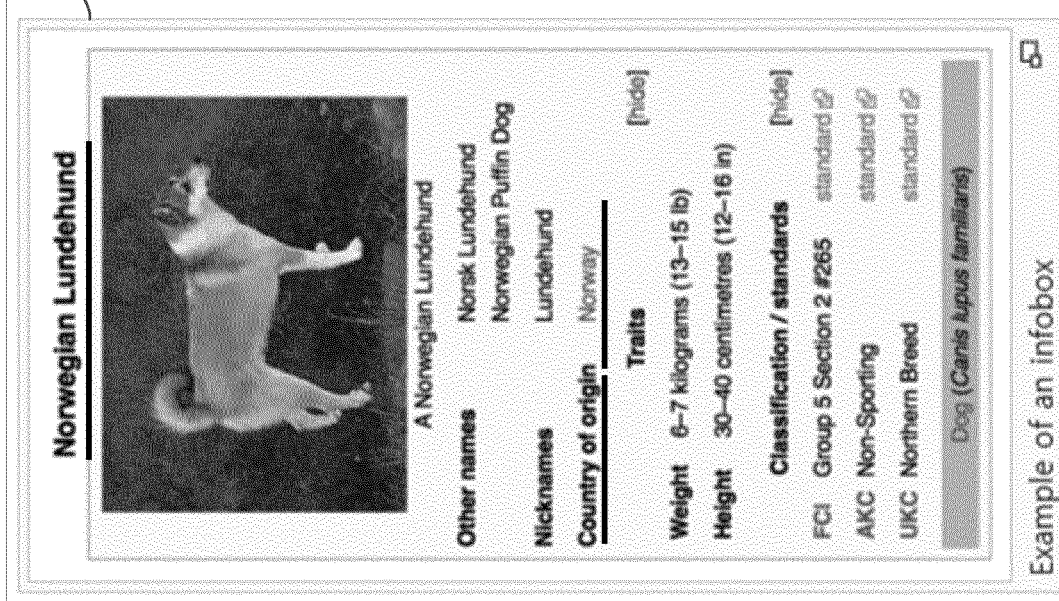 Norwegian Lundehund
A Norwegian Lundehund
Other names Norsk Lundehund
Norwegian Puffin Dog
Nicknames Lundehund
Country of origin Norway
Traits [hide]
Weight 6–7 kilograms (13–15 lb)
Height 30–40 centimetres (12–16 in)
Classification / standards [hide]
FCI Group 5 Section 2 #265 standard
AKC Non-Sporting standard
UKC Northern Breed standard
Dog (Canis lupus familiaris)
Example of an infobox